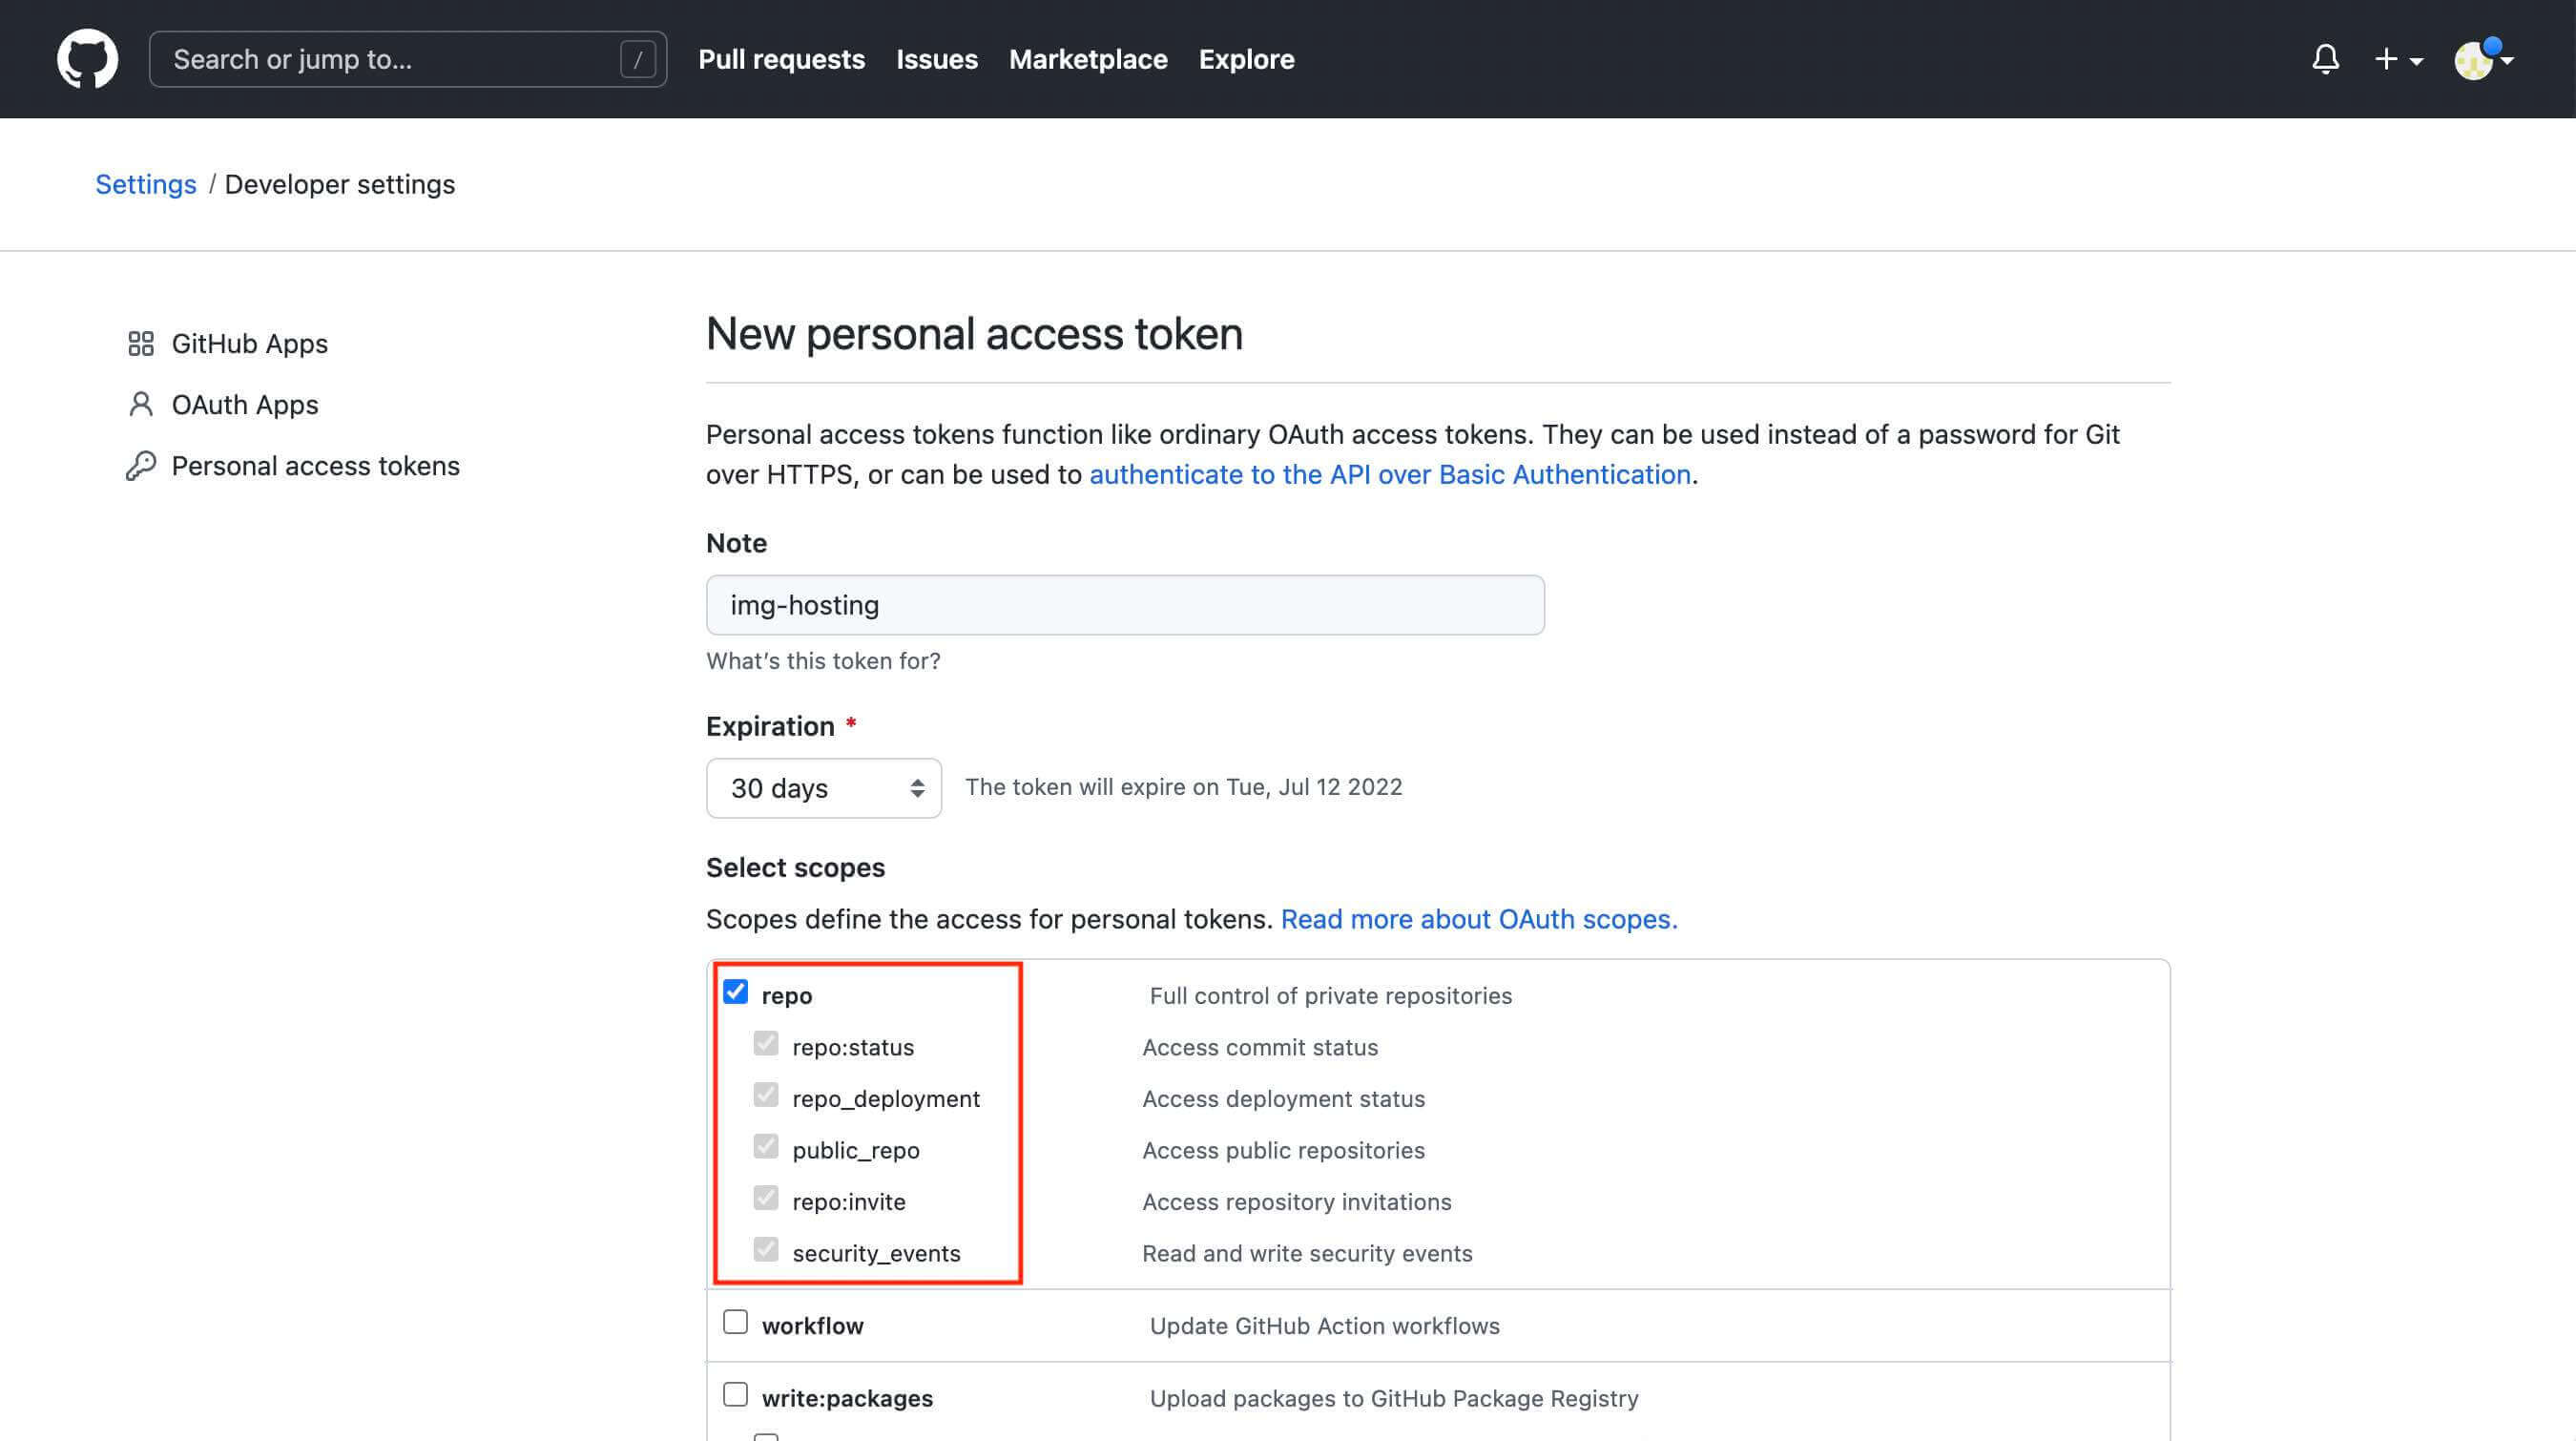 Search or jump to... / Pull requests Issues Marketplace Explore
Settings / Developer settings
GitHub Apps
OAuth Apps
Personal access tokens
New personal access token
Personal access tokens function like ordinary OAuth access tokens. They can be used instead of a password for Git
over HTTPS, or can be used to authenticate to the API over Basic Authentication.
Note
img-hosting
What's this token for?
Expiration *
30 days The token will expire on Tue, Jul 12 2022
Select scopes
Scopes define the access for personal tokens. Read more about OAuth scopes.
repo Full control of private repositories
repo:status Access commit status
repo_deployment Access deployment status
public_repo Access public repositories
repo:invite Access repository invitations
security_events Read and write security events
workflow Update GitHub Action workflows
write:packages Upload packages to GitHub Package Registry